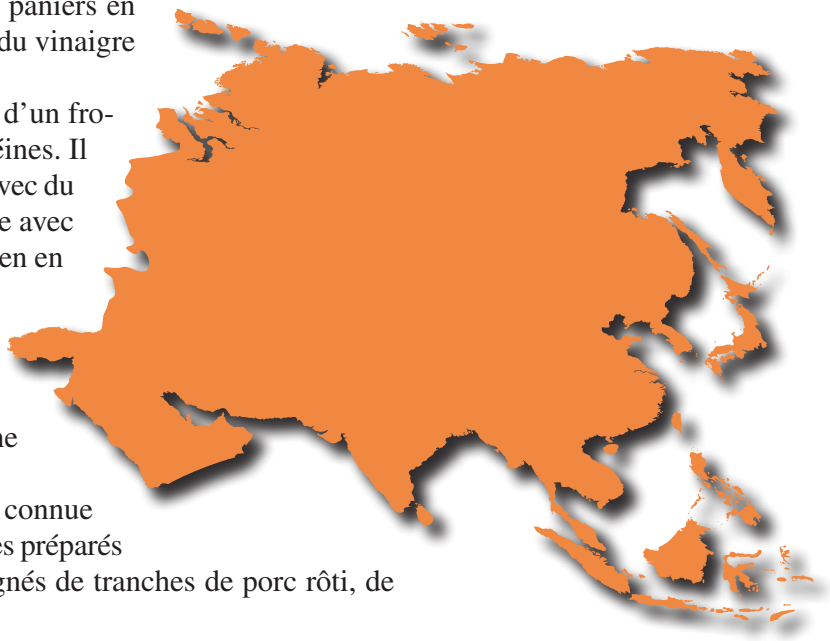 paniers en
du vinaigre
d’un fro-
éines. Il
vec du
e avec
en en
ne
connue
es préparés
gnés de tranches de porc rôti, de